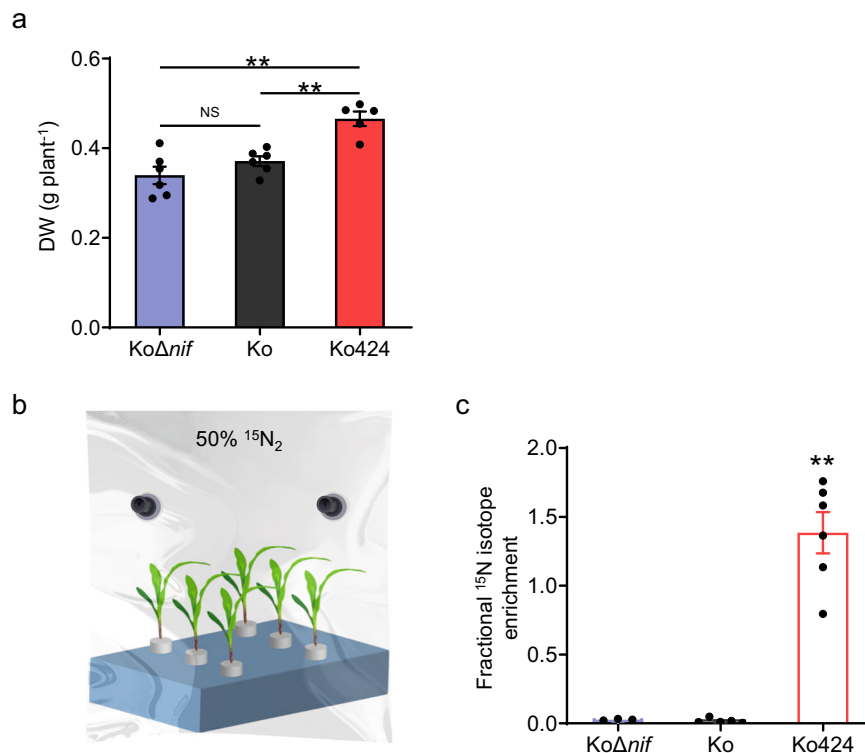 a
DW (g plant⁻¹)
0.6
0.4
0.2
0.0
**
**
NS
KoΔnif Ko Ko424
b
50% ¹⁵N₂
c
Fractional ¹⁵N isotope
enrichment
2.0
1.5
1.0
0.5
0.0
**
KoΔnif Ko Ko424